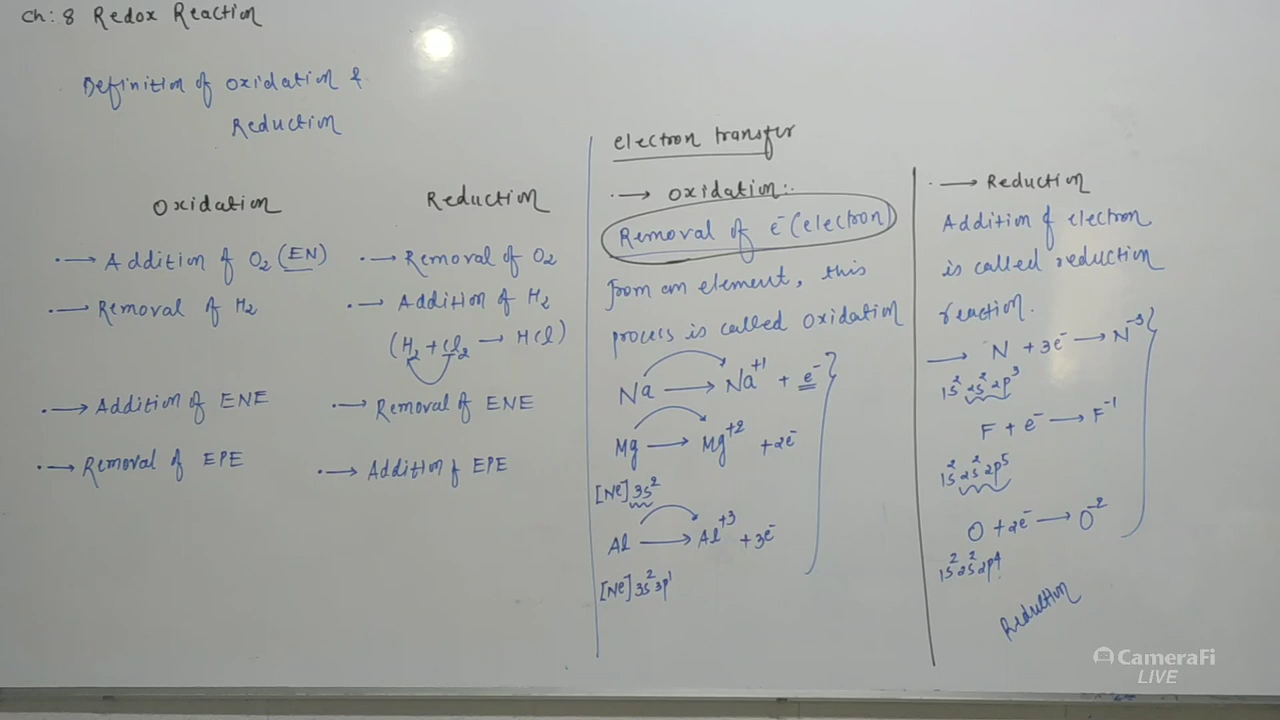 Ch: 8 Redox Reaction
Definition of oxidation &
Reduction
Oxidation
→ Addition of O₂ (EN)
→ Removal of H₂
→ Addition of ENE
→ Removal of EPE
Reduction
→ Removal of O₂
→ Addition of H₂
(H₂ + Cl₂ → HCl)
→ Removal of ENE
→ Addition of EPE
electron transfer
→ oxidation:
Removal of e⁻ (electron)
from an element, this
process is called oxidation
Na → Na⁺¹ + e⁻
Mg → Mg⁺² + 2e⁻
[Ne] 3s²
Al → Al⁺³ + 3e⁻
[Ne] 3s² 3p¹
→ Reduction
Addition of electron
is called reduction
reaction.
→ N + 3e⁻ → N⁻³
1s² 2s² 2p³
F + e⁻ → F⁻¹
1s² 2s² 2p⁵
O + 2e⁻ → O⁻²
1s² 2s² 2p⁴
Reduction
CameraFi
LIVE